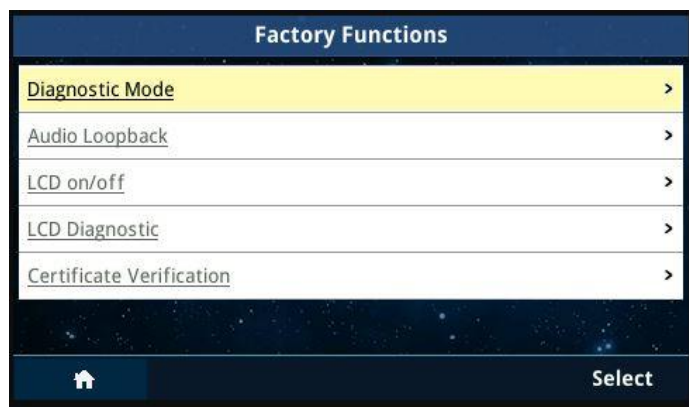 Factory Functions
Diagnostic Mode
Audio Loopback
LCD on/off
LCD Diagnostic
Certificate Verification
Select